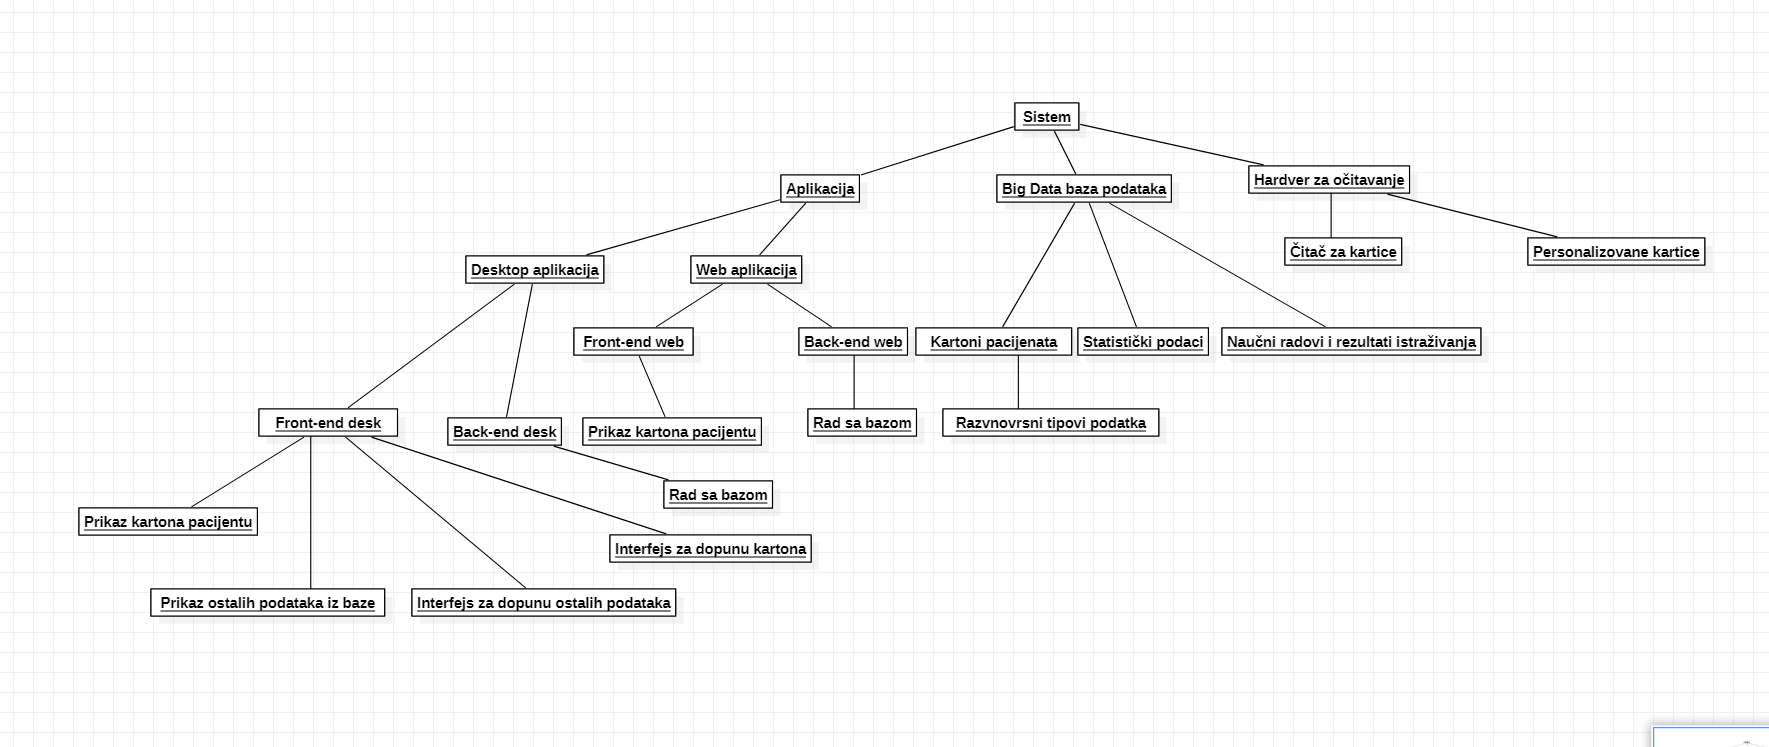 Sistem
Hardver za očitavanje
Aplikacija
Big Data baza podataka
Čitač za kartice
Personalizovane kartice
Desktop aplikacija
Web aplikacija
Front-end web
Back-end web
Kartoni pacijenata
Statistički podaci
Naučni radovi i rezultati istraživanja
Front-end desk
Back-end desk
Prikaz kartona pacijentu
Rad sa bazom
Razvnovrsni tipovi podatka
Rad sa bazom
Prikaz kartona pacijentu
Interfejs za dopunu kartona
Prikaz ostalih podataka iz baze
Interfejs za dopunu ostalih podataka